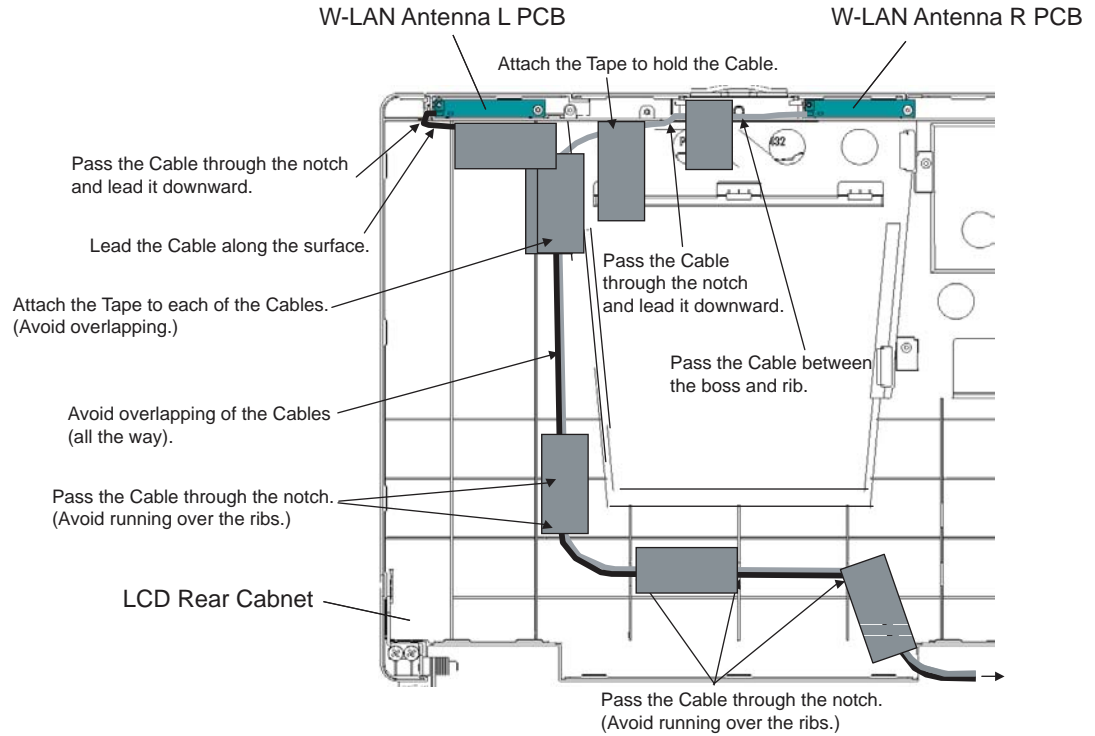 W-LAN Antenna L PCB
W-LAN Antenna R PCB
Attach the Tape to hold the Cable.
Pass the Cable through the notch
and lead it downward.
Lead the Cable along the surface.
Attach the Tape to each of the Cables.
(Avoid overlapping.)
Pass the Cable
through the notch
and lead it downward.
Pass the Cable between
the boss and rib.
Avoid overlapping of the Cables
(all the way).
Pass the Cable through the notch.
(Avoid running over the ribs.)
LCD Rear Cabnet
Pass the Cable through the notch.
(Avoid running over the ribs.)